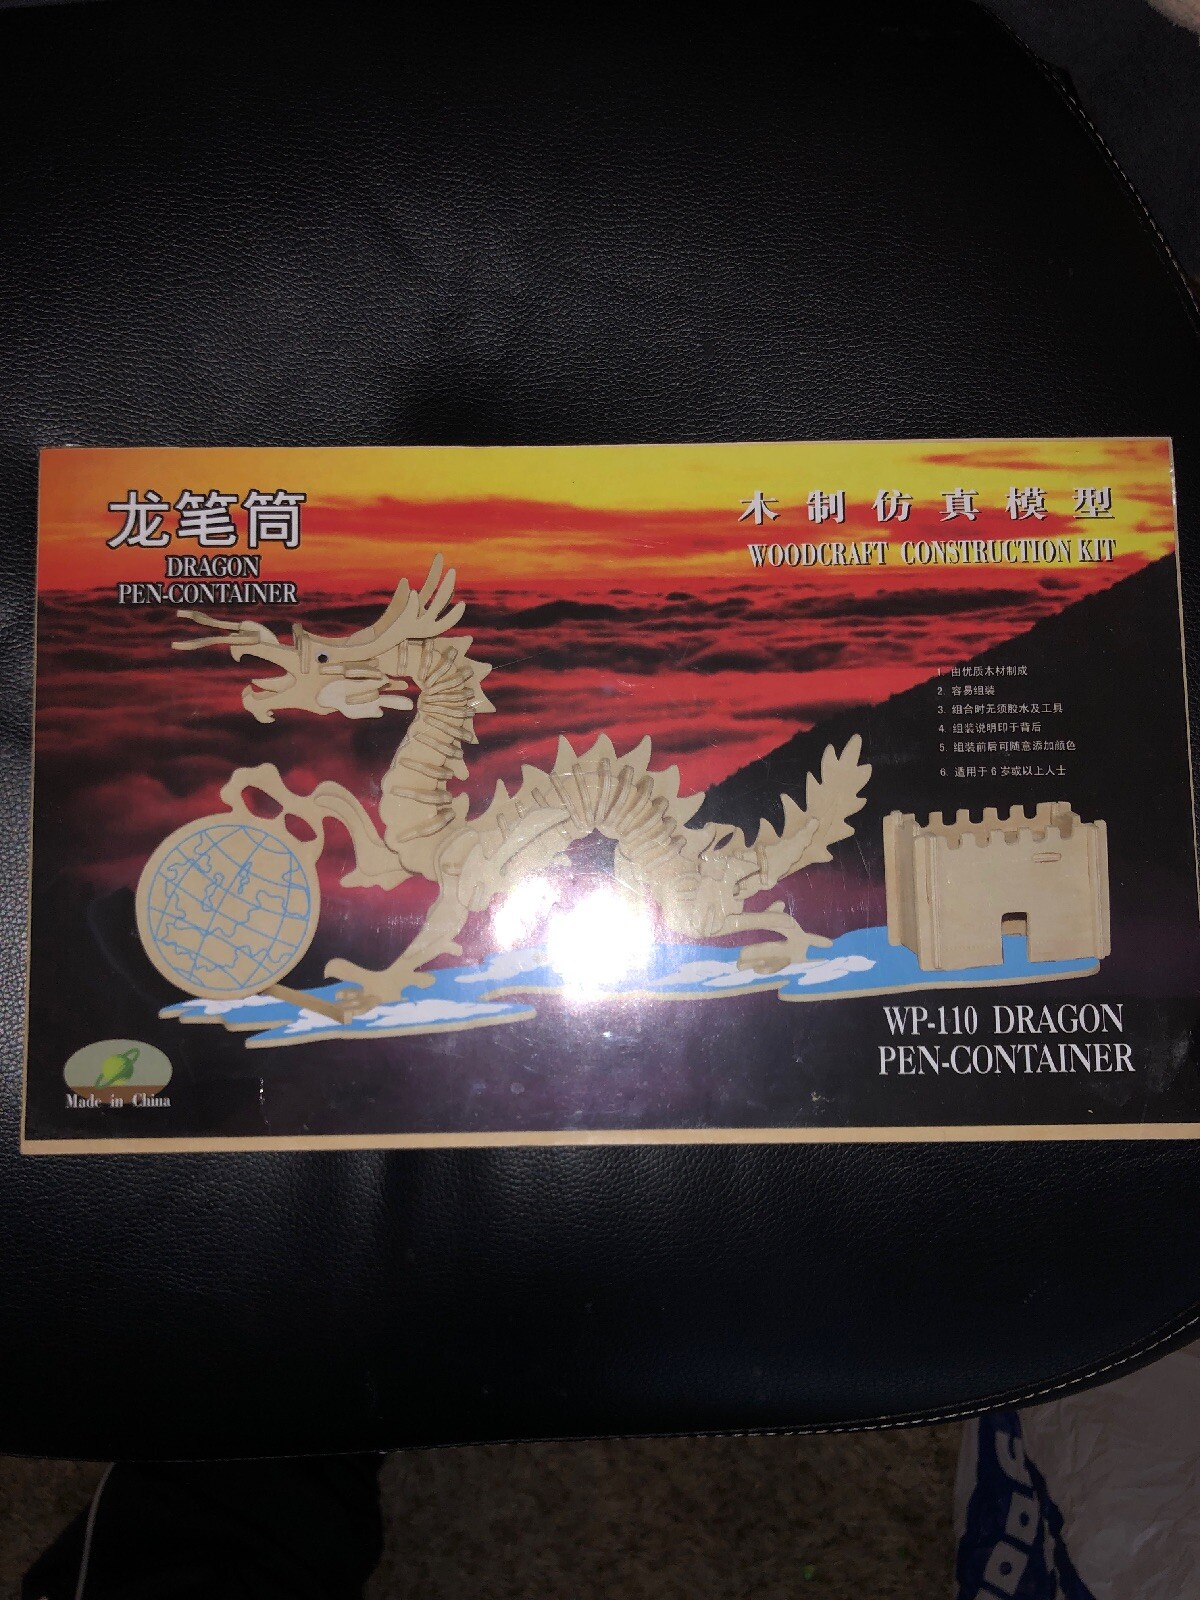 龙笔筒
DRAGON
PEN-CONTAINER
木制仿真模型
WOODCRAFT CONSTRUCTION KIT
1. 由优质木材制成
2. 容易组装
3. 组合时无须胶水及工具
4. 组装说明印于背后
5. 组装前后可随意添加颜色
6. 适用于6岁或以上人士
WP-110 DRAGON
PEN-CONTAINER
Made in China